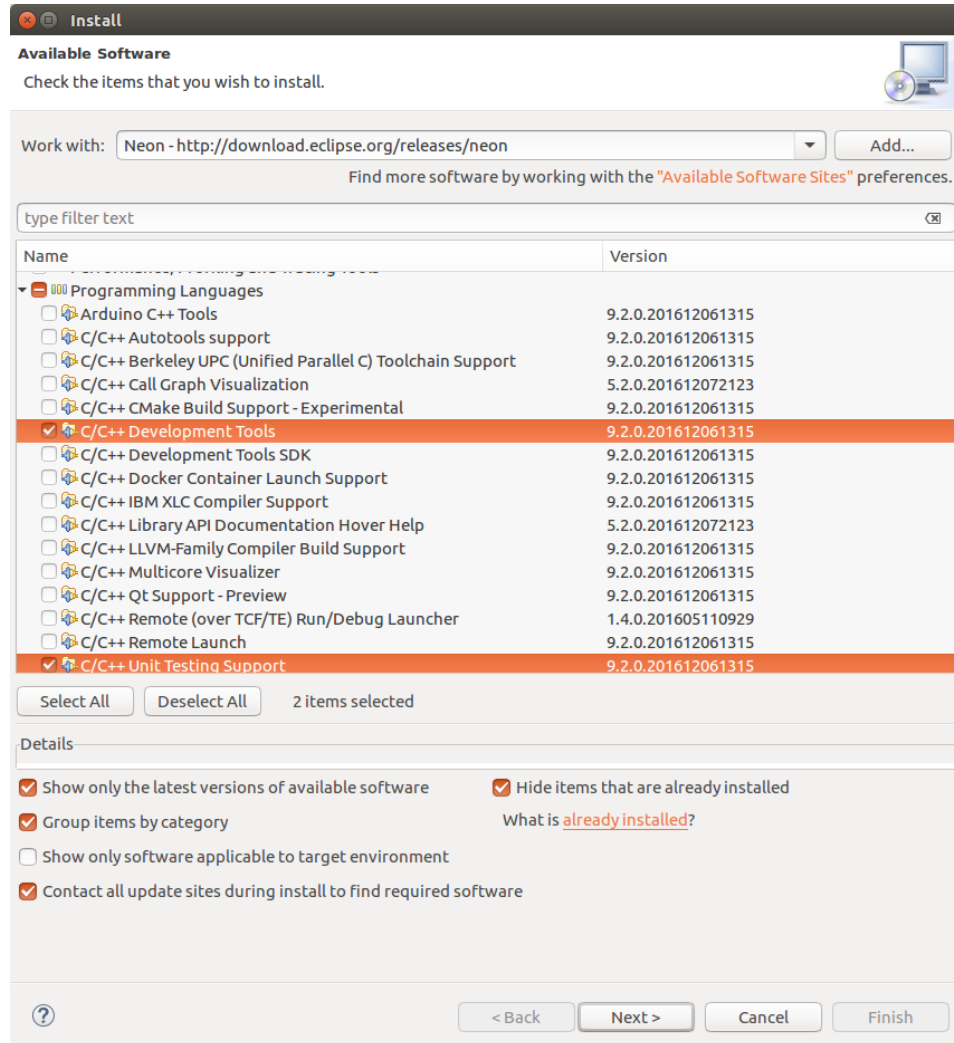 Install
Available Software
Check the items that you wish to install.
Work with: Neon - http://download.eclipse.org/releases/neon Add...
Find more software by working with the "Available Software Sites" preferences.
type filter text
Name Version
Programming Languages
Arduino C++ Tools 9.2.0.201612061315
C/C++ Autotools support 9.2.0.201612061315
C/C++ Berkeley UPC (Unified Parallel C) Toolchain Support 9.2.0.201612061315
C/C++ Call Graph Visualization 5.2.0.201612072123
C/C++ CMake Build Support - Experimental 9.2.0.201612061315
C/C++ Development Tools 9.2.0.201612061315
C/C++ Development Tools SDK 9.2.0.201612061315
C/C++ Docker Container Launch Support 9.2.0.201612061315
C/C++ IBM XLC Compiler Support 9.2.0.201612061315
C/C++ Library API Documentation Hover Help 5.2.0.201612072123
C/C++ LLVM-Family Compiler Build Support 9.2.0.201612061315
C/C++ Multicore Visualizer 9.2.0.201612061315
C/C++ Qt Support - Preview 9.2.0.201612061315
C/C++ Remote (over TCF/TE) Run/Debug Launcher 1.4.0.201605110929
C/C++ Remote Launch 9.2.0.201612061315
C/C++ Unit Testing Support 9.2.0.201612061315
Select All Deselect All 2 items selected
Details
Show only the latest versions of available software Hide items that are already installed
Group items by category What is already installed?
Show only software applicable to target environment
Contact all update sites during install to find required software
? < Back Next > Cancel Finish